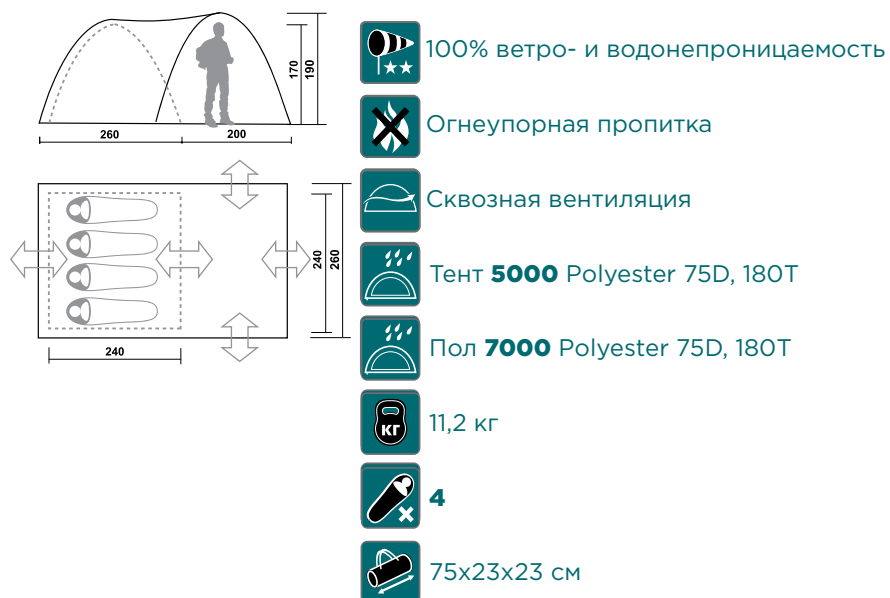 170
190
260
200
240
260
240
100% ветро- и водонепроницаемость
Огнеупорная пропитка
Сквозная вентиляция
Тент 5000 Polyester 75D, 180T
Пол 7000 Polyester 75D, 180T
КГ
11,2 кг
4
75x23x23 см